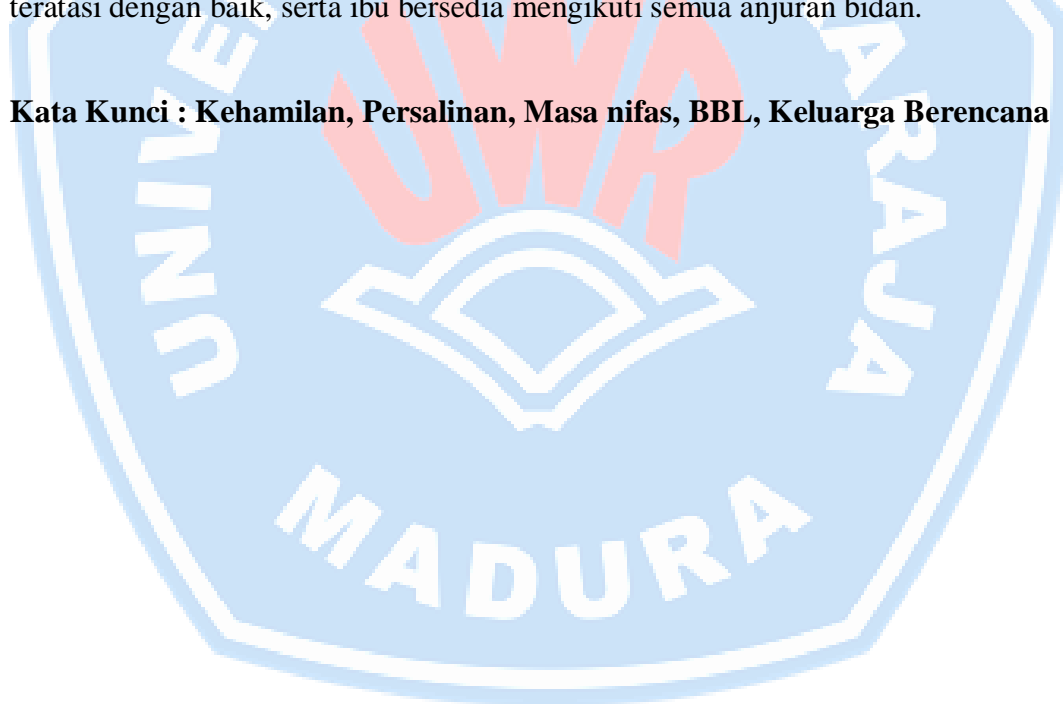 teratasi dengan baik, serta ibu bersedia mengikuti semua anjuran bidan.
Kata Kunci : Kehamilan, Persalinan, Masa nifas, BBL, Keluarga Berencana
UWR
MADURA